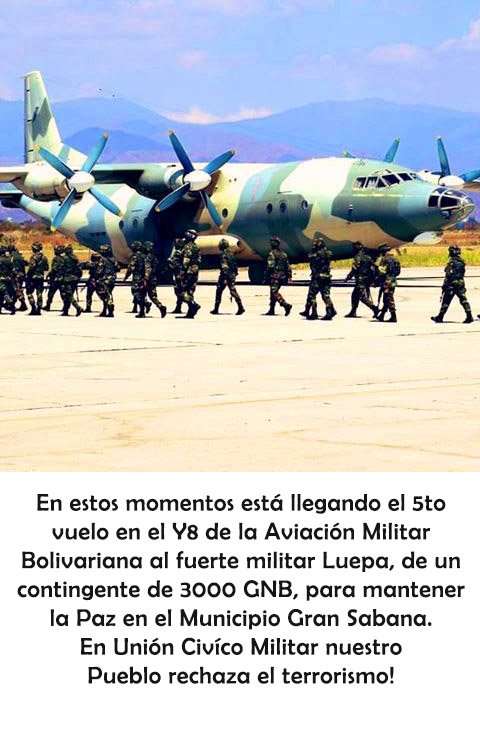 En estos momentos está llegando el 5to
vuelo en el Y8 de la Aviación Militar
Bolivariana al fuerte militar Luepa, de un
contingente de 3000 GNB, para mantener
la Paz en el Municipio Gran Sabana.
En Unión Civíco Militar nuestro
Pueblo rechaza el terrorismo!